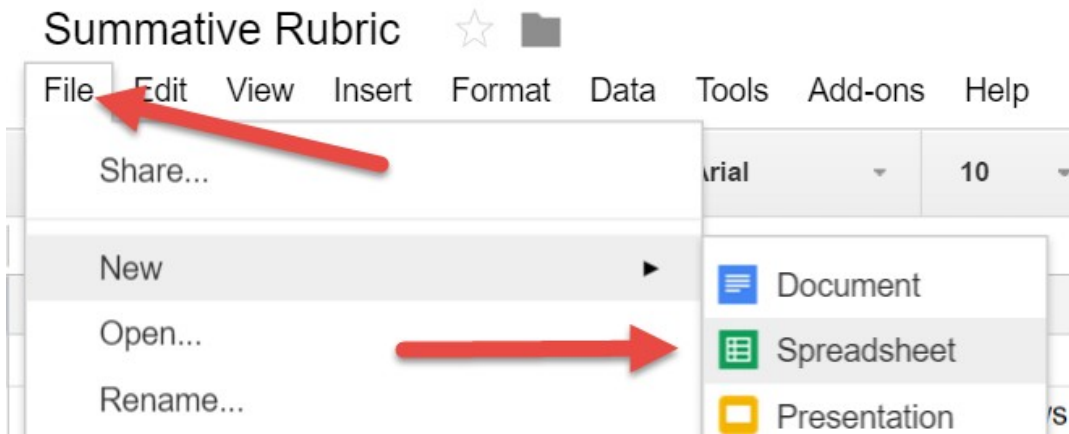 Summative Rubric
File Edit View Insert Format Data Tools Add-ons Help
Share...
Arial 10
New
Document
Open...
Spreadsheet
Rename...
Presentation